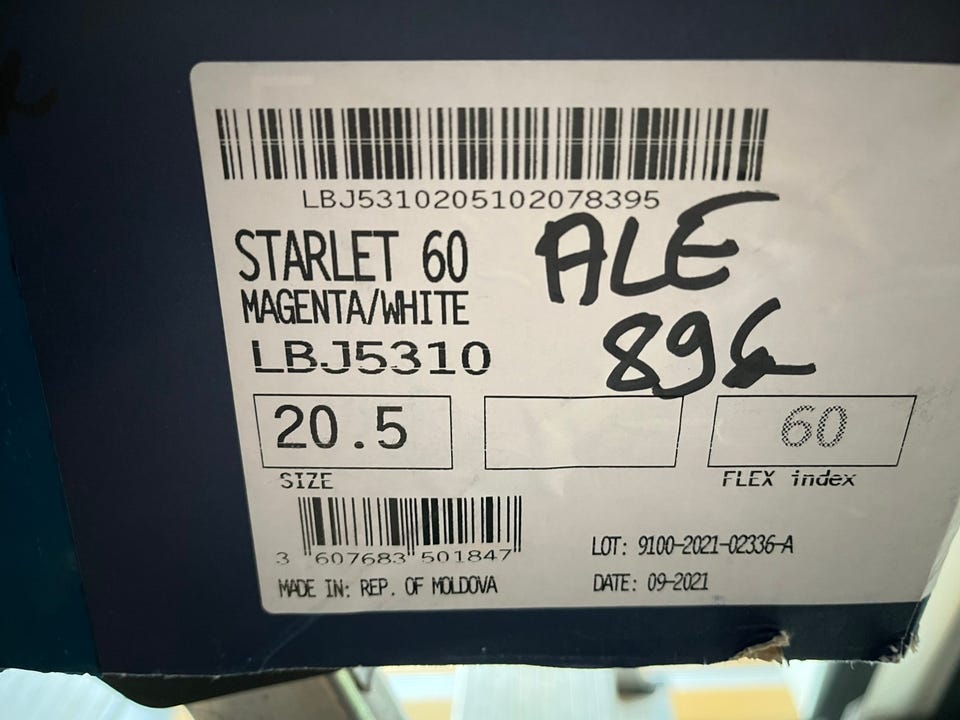 LBJ5310205102078395
STARLET 60
MAGENTA/WHITE
LBJ5310
ALE
896
20.5
60
SIZE
FLEX index
3 607683 501847
LOT: 9100-2021-02336-A
MADE IN: REP. OF MOLDOVA
DATE: 09-2021